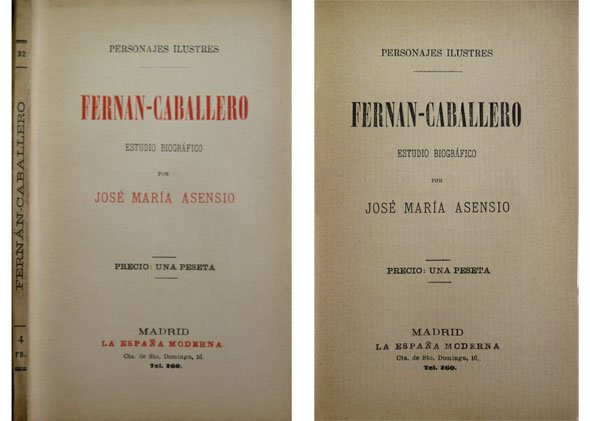 32
FERNÁN-CABALLERO
4
rs.
PERSONAJES ILUSTRES
FERNAN-CABALLERO
ESTUDIO BIOGRÁFICO
POR
JOSÉ MARÍA ASENSIO
PRECIO: UNA PESETA
MADRID
LA ESPAÑA MODERNA
Cta. de Sto. Domingo, 16.
Tel. 260.
PERSONAJES ILUSTRES
FERNAN-CABALLERO
ESTUDIO BIOGRÁFICO
POR
JOSÉ MARÍA ASENSIO
PRECIO: UNA PESETA
MADRID
LA ESPAÑA MODERNA
Cta. de Sto. Domingo, 16.
Tel. 260.